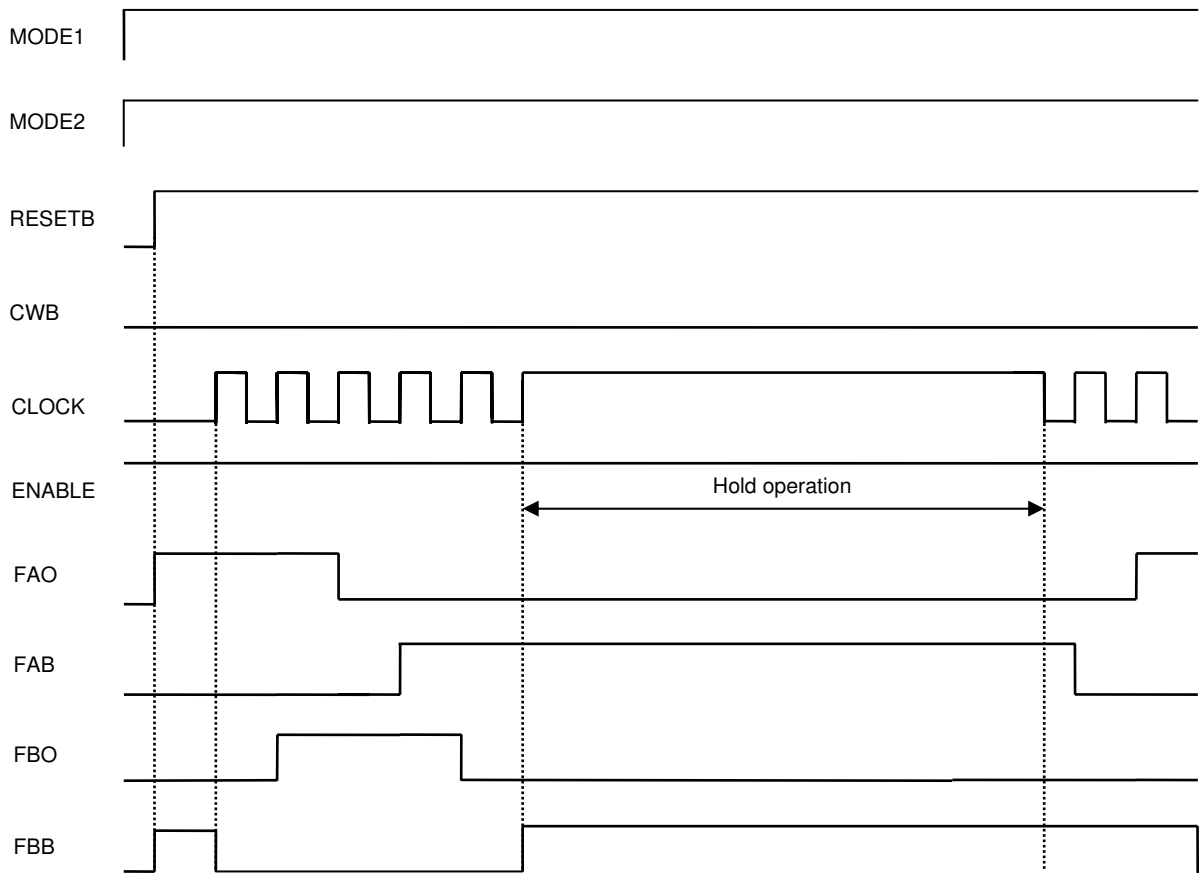 MODE1
MODE2
RESETB
CWB
CLOCK
ENABLE
Hold operation
FAO
FAB
FBO
FBB